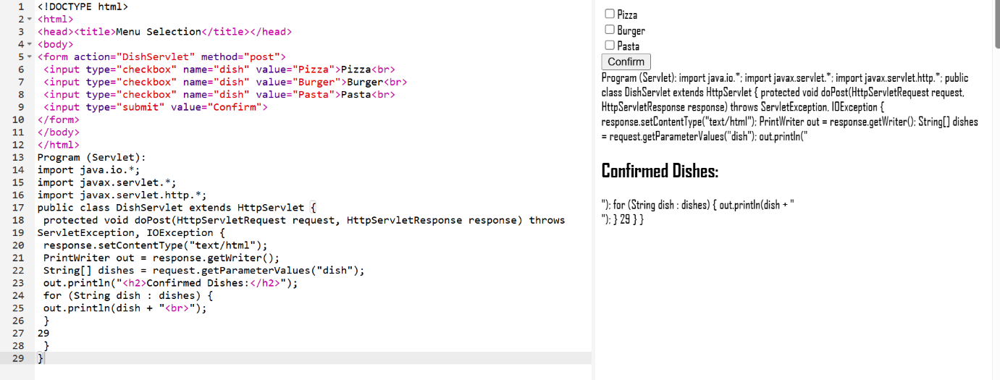 1 <!DOCTYPE html>
2 <html>
3 <head><title>Menu Selection</title></head>
4 <body>
5 <form action="DishServlet" method="post">
6 <input type="checkbox" name="dish" value="Pizza">Pizza<br>
7 <input type="checkbox" name="dish" value="Burger">Burger<br>
8 <input type="checkbox" name="dish" value="Pasta">Pasta<br>
9 <input type="submit" value="Confirm">
10 </form>
11 </body>
12 </html>
13 Program (Servlet):
14 import java.io.*;
15 import javax.servlet.*;
16 import javax.servlet.http.*;
17 public class DishServlet extends HttpServlet {
18 protected void doPost(HttpServletRequest request, HttpServletResponse response) throws
19 ServletException, IOException {
20 response.setContentType("text/html");
21 PrintWriter out = response.getWriter();
22 String[] dishes = request.getParameterValues("dish");
23 out.println("<h2>Confirmed Dishes:</h2>");
24 for (String dish : dishes) {
25 out.println(dish + "<br>");
26 }
27 29
28 }
29 }
Pizza
Burger
Pasta
Confirm
Program (Servlet): import java.io.*; import javax.servlet.*; import javax.servlet.http.*; public
class DishServlet extends HttpServlet { protected void doPost(HttpServletRequest request,
HttpServletResponse response) throws ServletException, IOException {
response.setContentType("text/html"); PrintWriter out = response.getWriter(); String[] dishes
= request.getParameterValues("dish"); out.println("
Confirmed Dishes:
"); for (String dish : dishes) { out.println(dish + "
"); } 29 } }